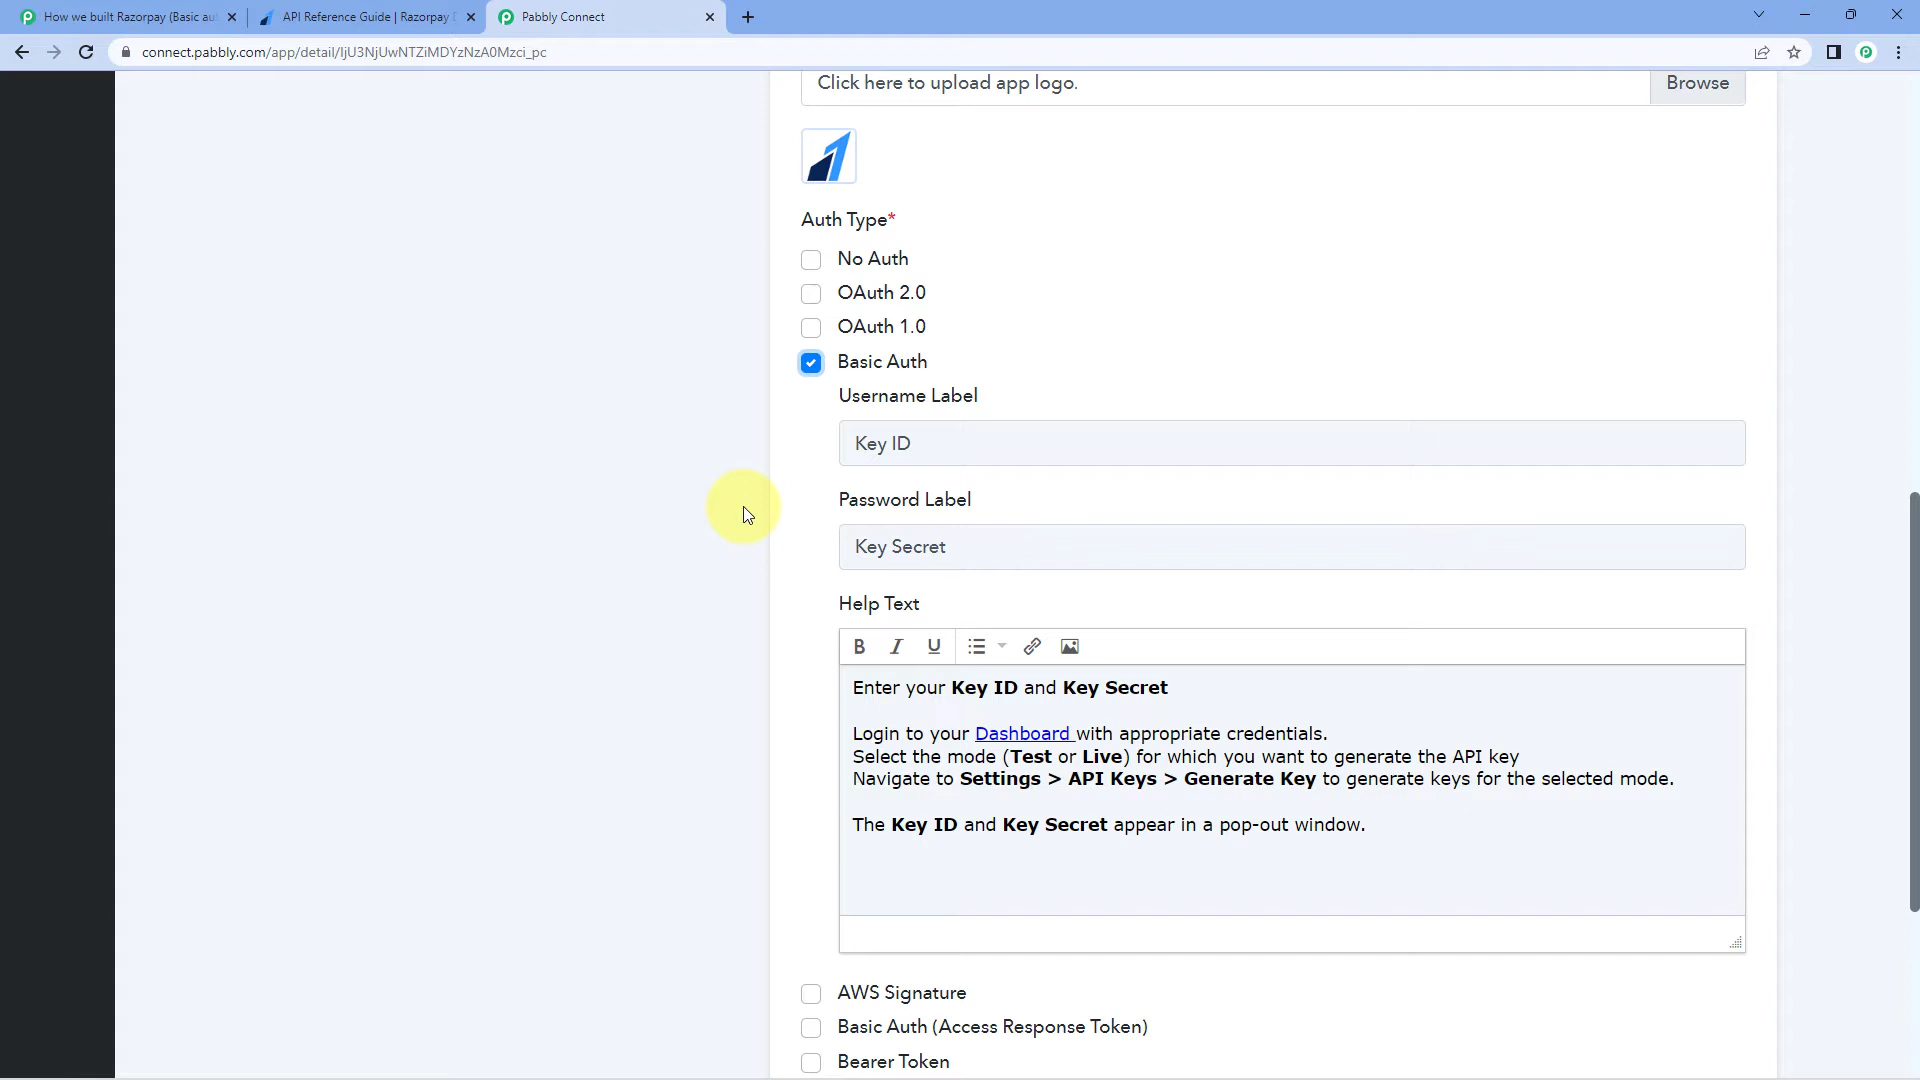 How we built Razorpay (Basic au
API Reference Guide | Razorpay
Pabbly Connect
connect.pabbly.com/app/detail/IjU3NjUwNTZiMDYzNzA0Mzci_pc
Click here to upload app logo.
Browse
Auth Type*
No Auth
OAuth 2.0
OAuth 1.0
Basic Auth
Username Label
Key ID
Password Label
Key Secret
Help Text
B I U
Enter your Key ID and Key Secret
Login to your Dashboard with appropriate credentials.
Select the mode (Test or Live) for which you want to generate the API key
Navigate to Settings > API Keys > Generate Key to generate keys for the selected mode.
The Key ID and Key Secret appear in a pop-out window.
AWS Signature
Basic Auth (Access Response Token)
Bearer Token